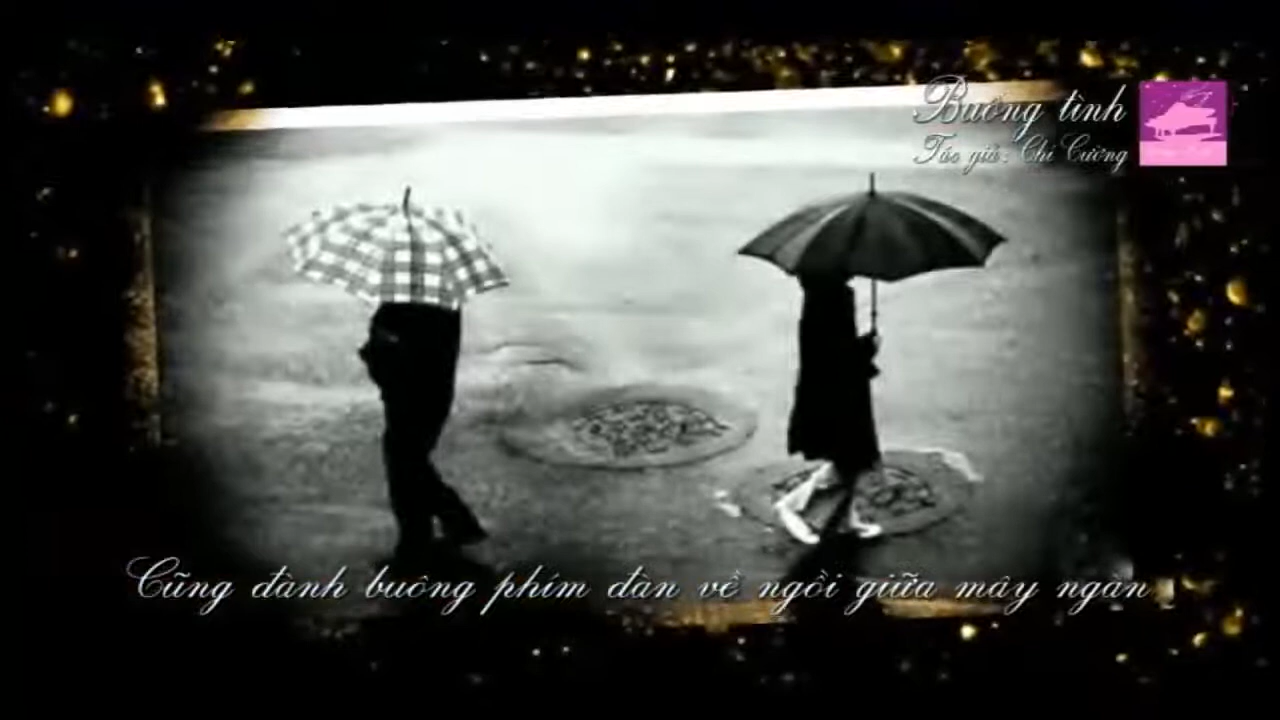 Buông tình
Tác giả : Chí Cường
Cũng đành buông phím đàn về ngồi giữa mây ngàn